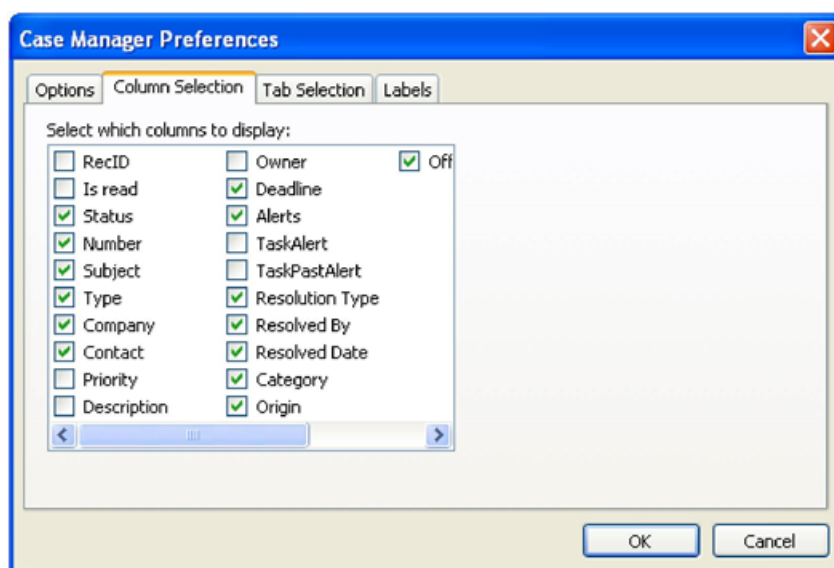 Case Manager Preferences
Options Column Selection Tab Selection Labels
Select which columns to display:
RecID Owner Off
Is read Deadline
Status Alerts
Number TaskAlert
Subject TaskPastAlert
Type Resolution Type
Company Resolved By
Contact Resolved Date
Priority Category
Description Origin
OK Cancel